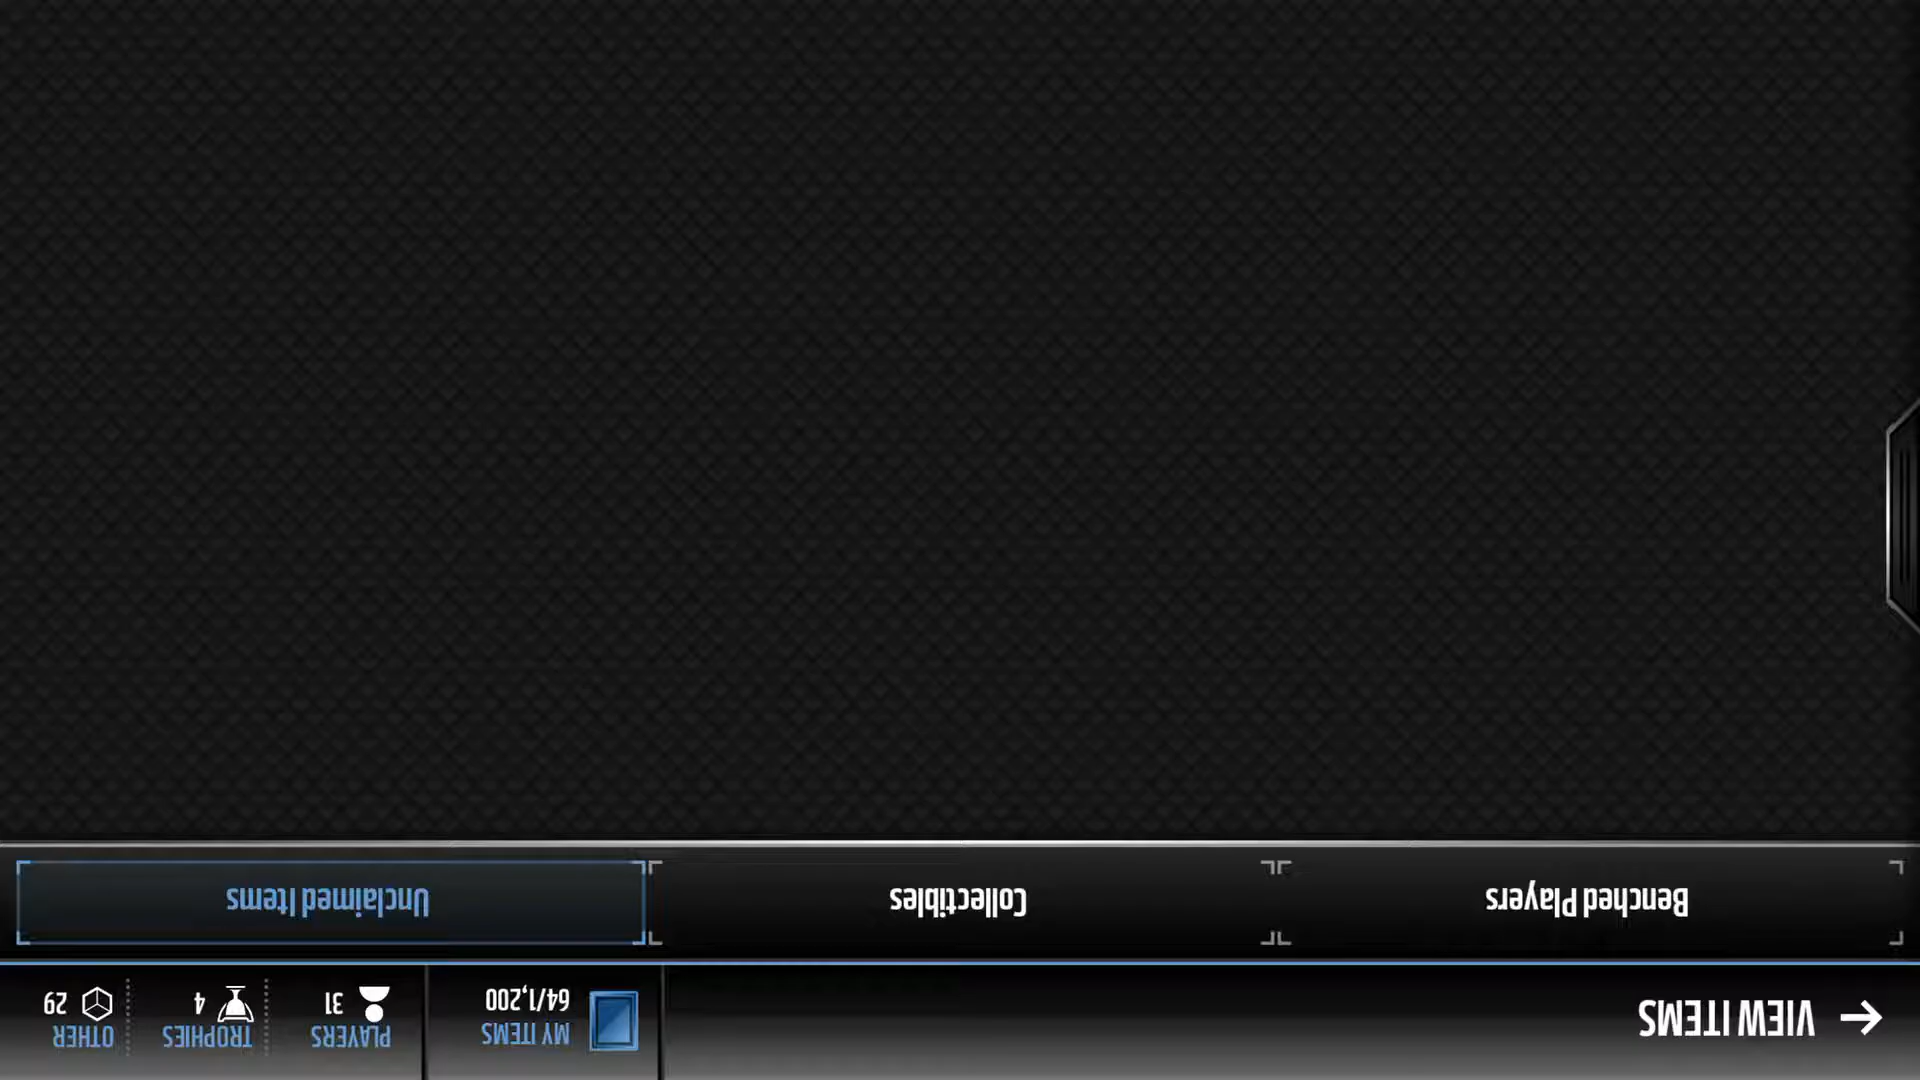 VIEW ITEMS
MY ITEMS
64/1,200
PLAYERS
31
TROPHIES
4
OTHER
29
Benched Players
Collectibles
Unclaimed Items